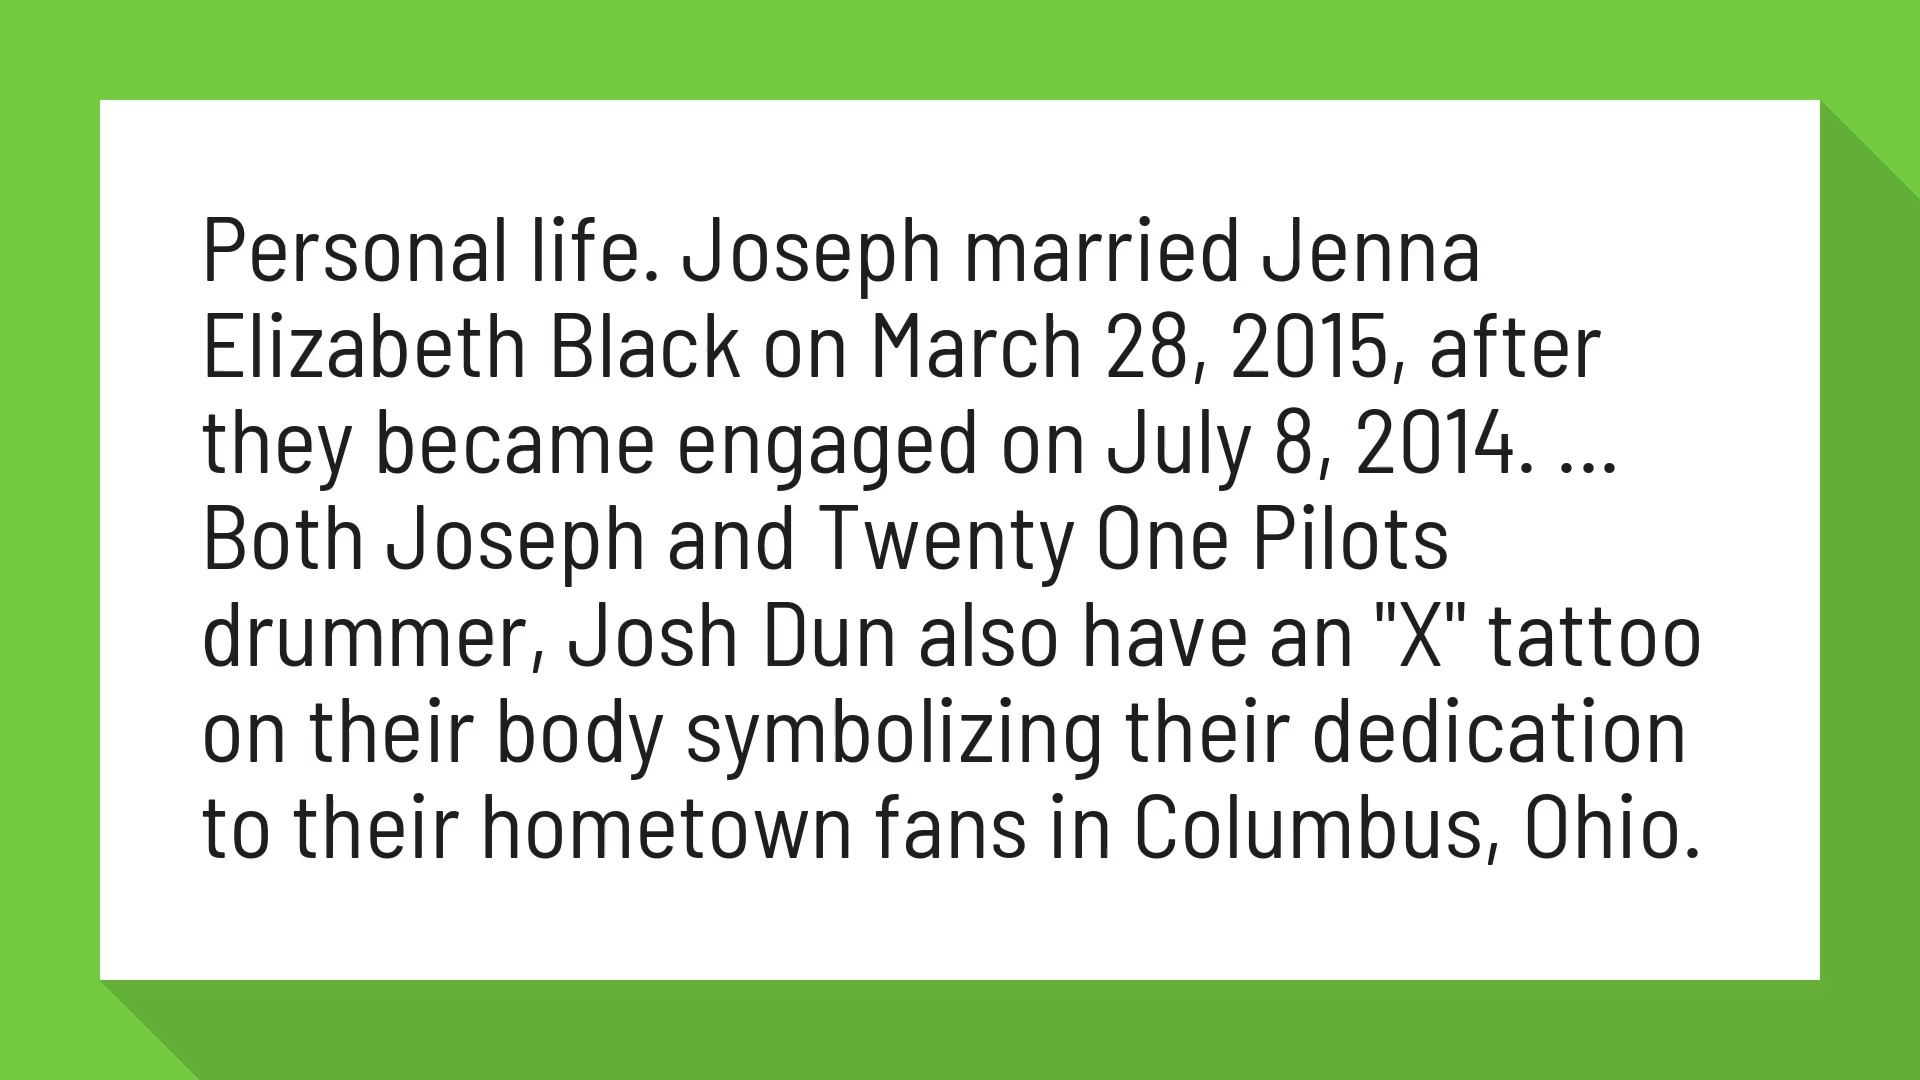 Personal life. Joseph married Jenna
Elizabeth Black on March 28, 2015, after
they became engaged on July 8, 2014. ...
Both Joseph and Twenty One Pilots
drummer, Josh Dun also have an "X" tattoo
on their body symbolizing their dedication
to their hometown fans in Columbus, Ohio.